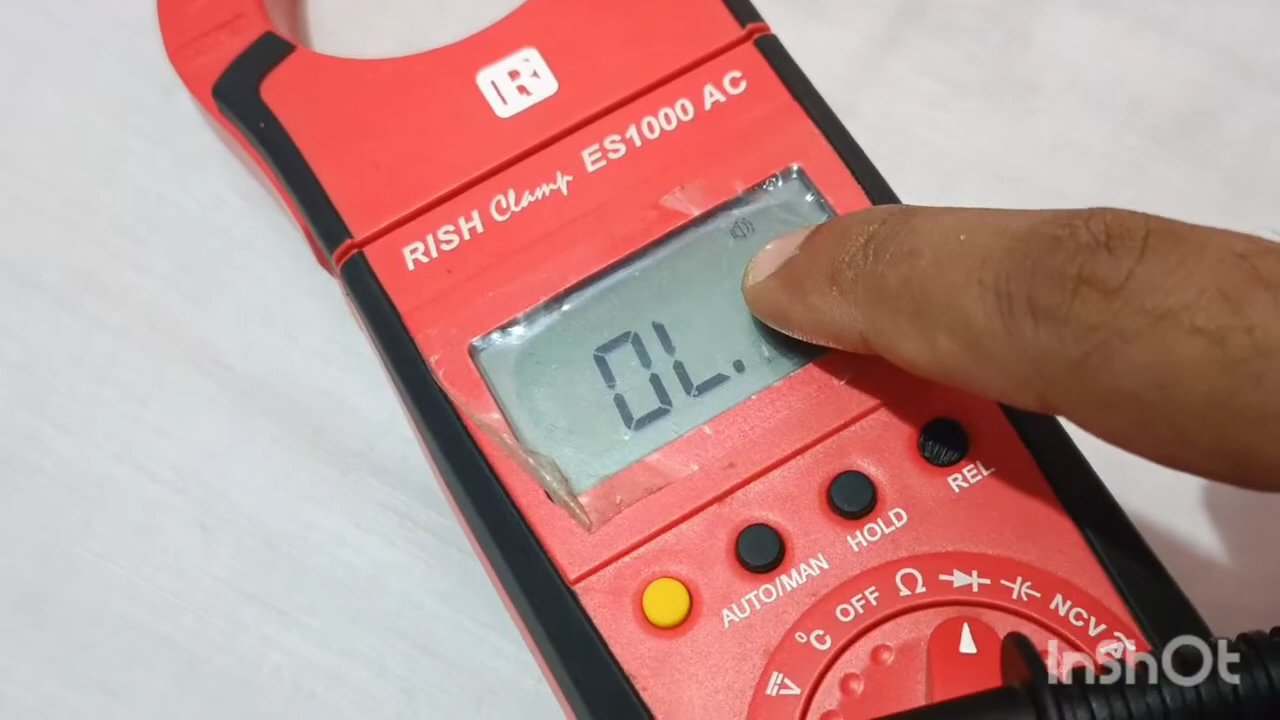 R
RISH Clamp ES1000 AC
OL.
REL
HOLD
AUTO/MAN
°C OFF Ω NCV
V
InShOt